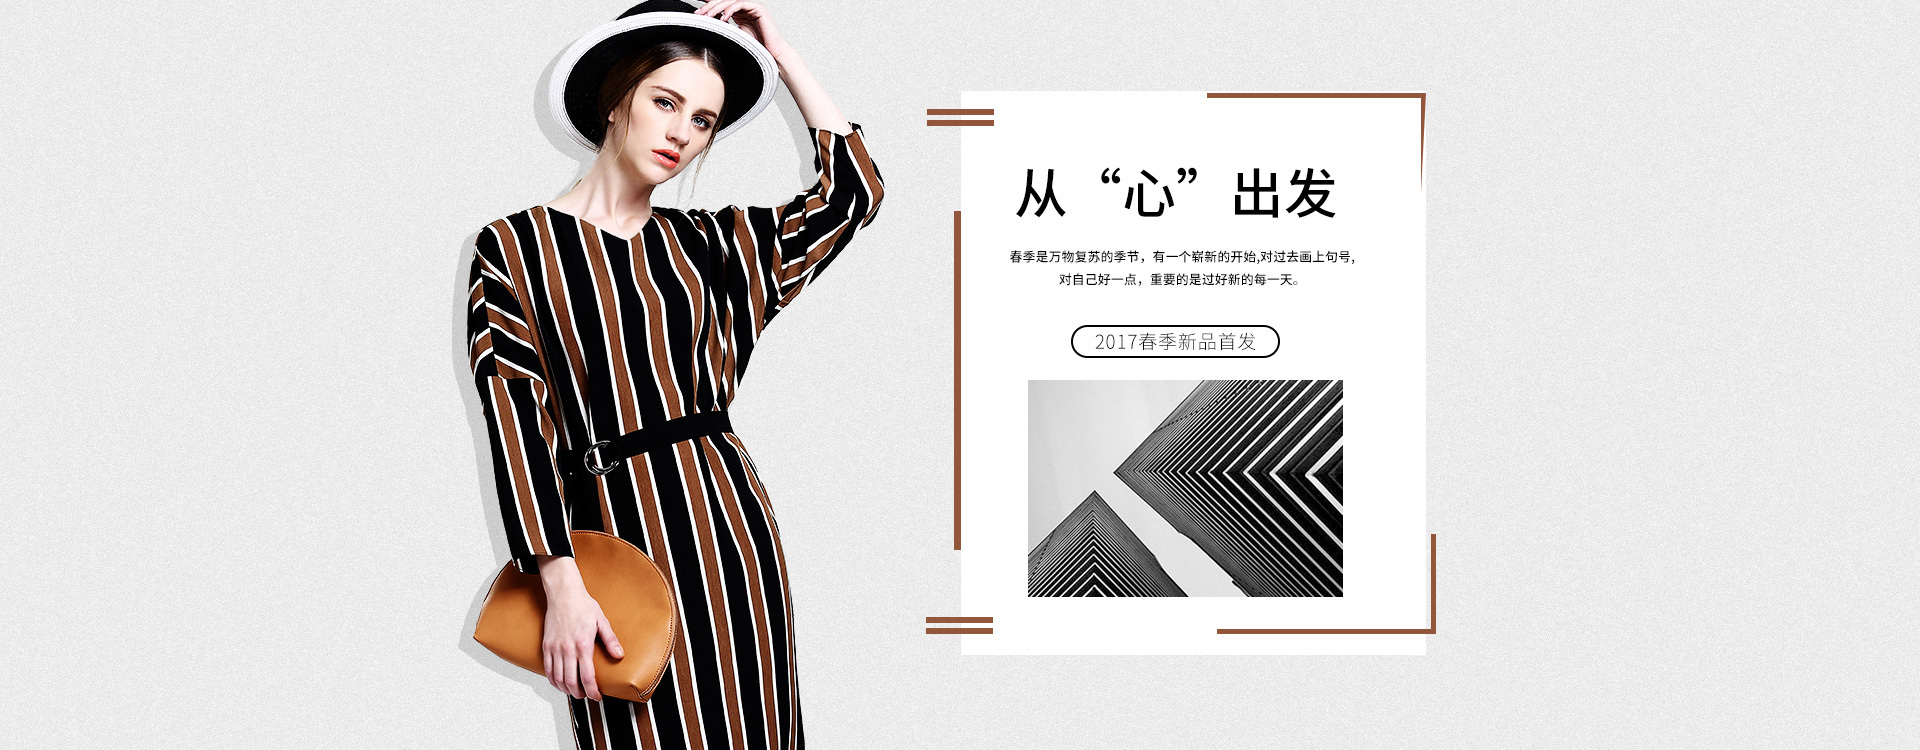 从“心”出发
春季是万物复苏的季节，有一个崭新的开始,对过去画上句号,
对自己好一点，重要的是过好新的每一天。
2017春季新品首发